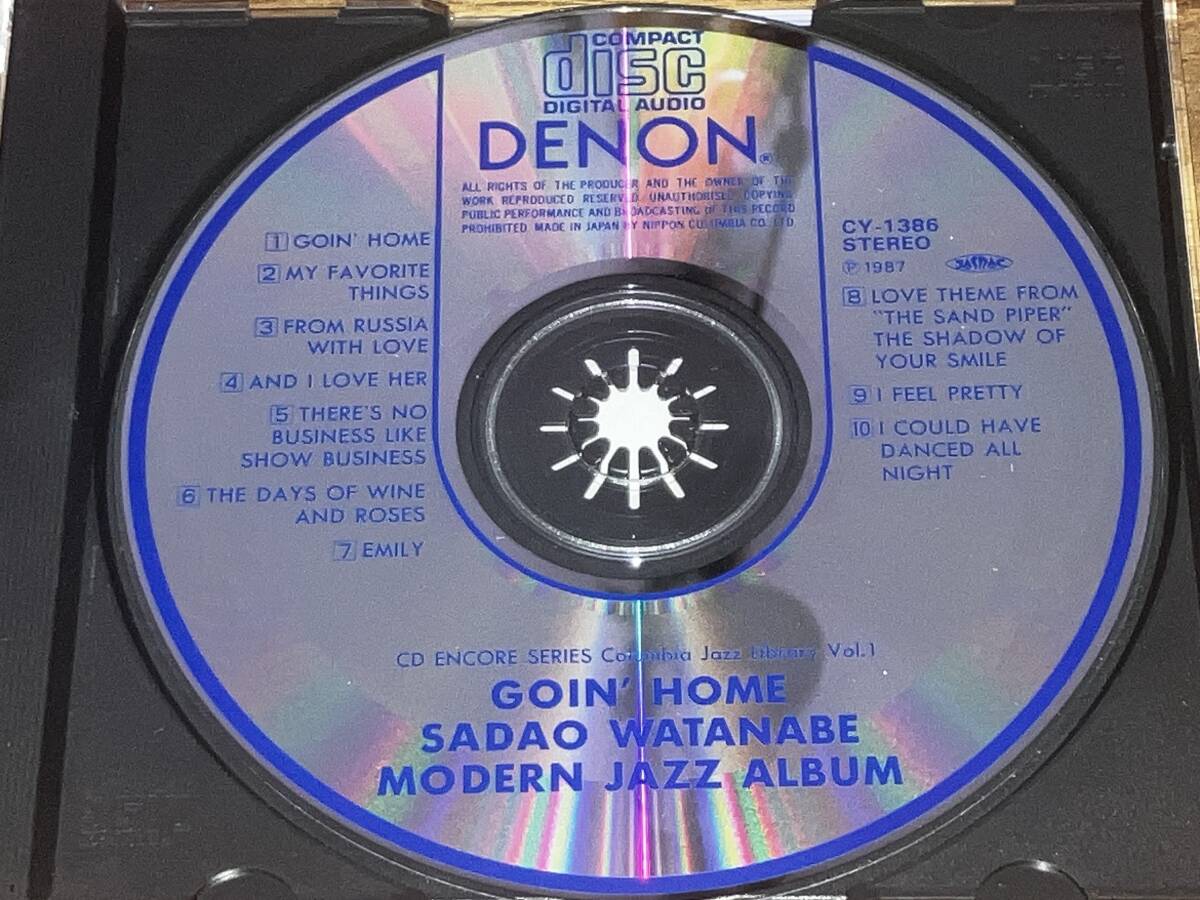 COMPACT
disc
DIGITAL AUDIO
DENON®
ALL RIGHTS OF THE PRODUCER AND THE OWNER OF THE
WORK REPRODUCED RESERVED. UNAUTHORISED COPYING
PUBLIC PERFORMANCE AND BROADCASTING OF THIS RECORD
PROHIBITED. MADE IN JAPAN BY NIPPON COLUMBIA CO. LTD.
1 GOIN' HOME
2 MY FAVORITE
THINGS
3 FROM RUSSIA
WITH LOVE
4 AND I LOVE HER
5 THERE'S NO
BUSINESS LIKE
SHOW BUSINESS
6 THE DAYS OF WINE
AND ROSES
7 EMILY
CY-1386
STEREO
Ⓟ 1987 JASRAC
8 LOVE THEME FROM
"THE SAND PIPER"
THE SHADOW OF
YOUR SMILE
9 I FEEL PRETTY
10 I COULD HAVE
DANCED ALL
NIGHT
CD ENCORE SERIES Columbia Jazz Library Vol.1
GOIN' HOME
SADAO WATANABE
MODERN JAZZ ALBUM